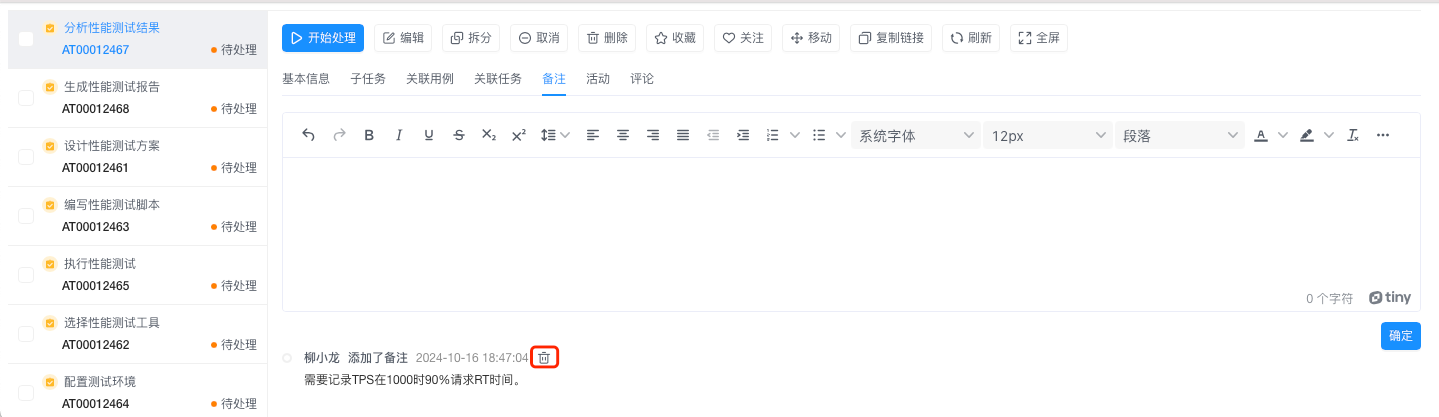 分析性能测试结果
AT00012467 待处理
生成性能测试报告
AT00012468 待处理
设计性能测试方案
AT00012461 待处理
编写性能测试脚本
AT00012463 待处理
执行性能测试
AT00012465 待处理
选择性能测试工具
AT00012462 待处理
配置测试环境
AT00012464 待处理
开始处理 编辑 拆分 取消 删除 收藏 关注 移动 复制链接 刷新 全屏
基本信息 子任务 关联用例 关联任务 备注 活动 评论
系统字体 12px 段落
0 个字符 tiny
确定
柳小龙 添加了备注 2024-10-16 18:47:04
需要记录TPS在1000时90%请求RT时间。